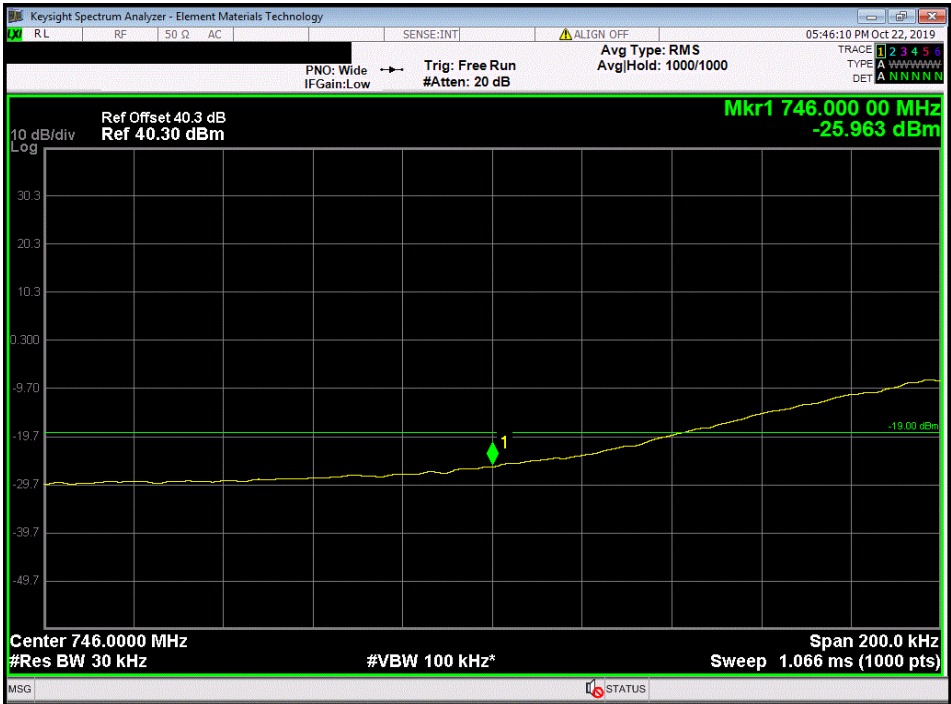 Keysight Spectrum Analyzer - Element Materials Technology
RL RF 50 Ω AC SENSE:INT ALIGN OFF 05:46:10 PM Oct 22, 2019
PNO: Wide Trig: Free Run Avg Type: RMS TRACE 1 2 3 4 5 6
IFGain:Low #Atten: 20 dB Avg|Hold: 1000/1000 TYPE A WWWWW
DET A N N N N N
Mkr1 746.000 00 MHz
-25.963 dBm
Ref Offset 40.3 dB
10 dB/div Ref 40.30 dBm
Log
30.3
20.3
10.3
0.300
-9.70
-19.00 dBm
-19.7
1
-29.7
-39.7
-49.7
Center 746.0000 MHz Span 200.0 kHz
#Res BW 30 kHz #VBW 100 kHz* Sweep 1.066 ms (1000 pts)
MSG STATUS